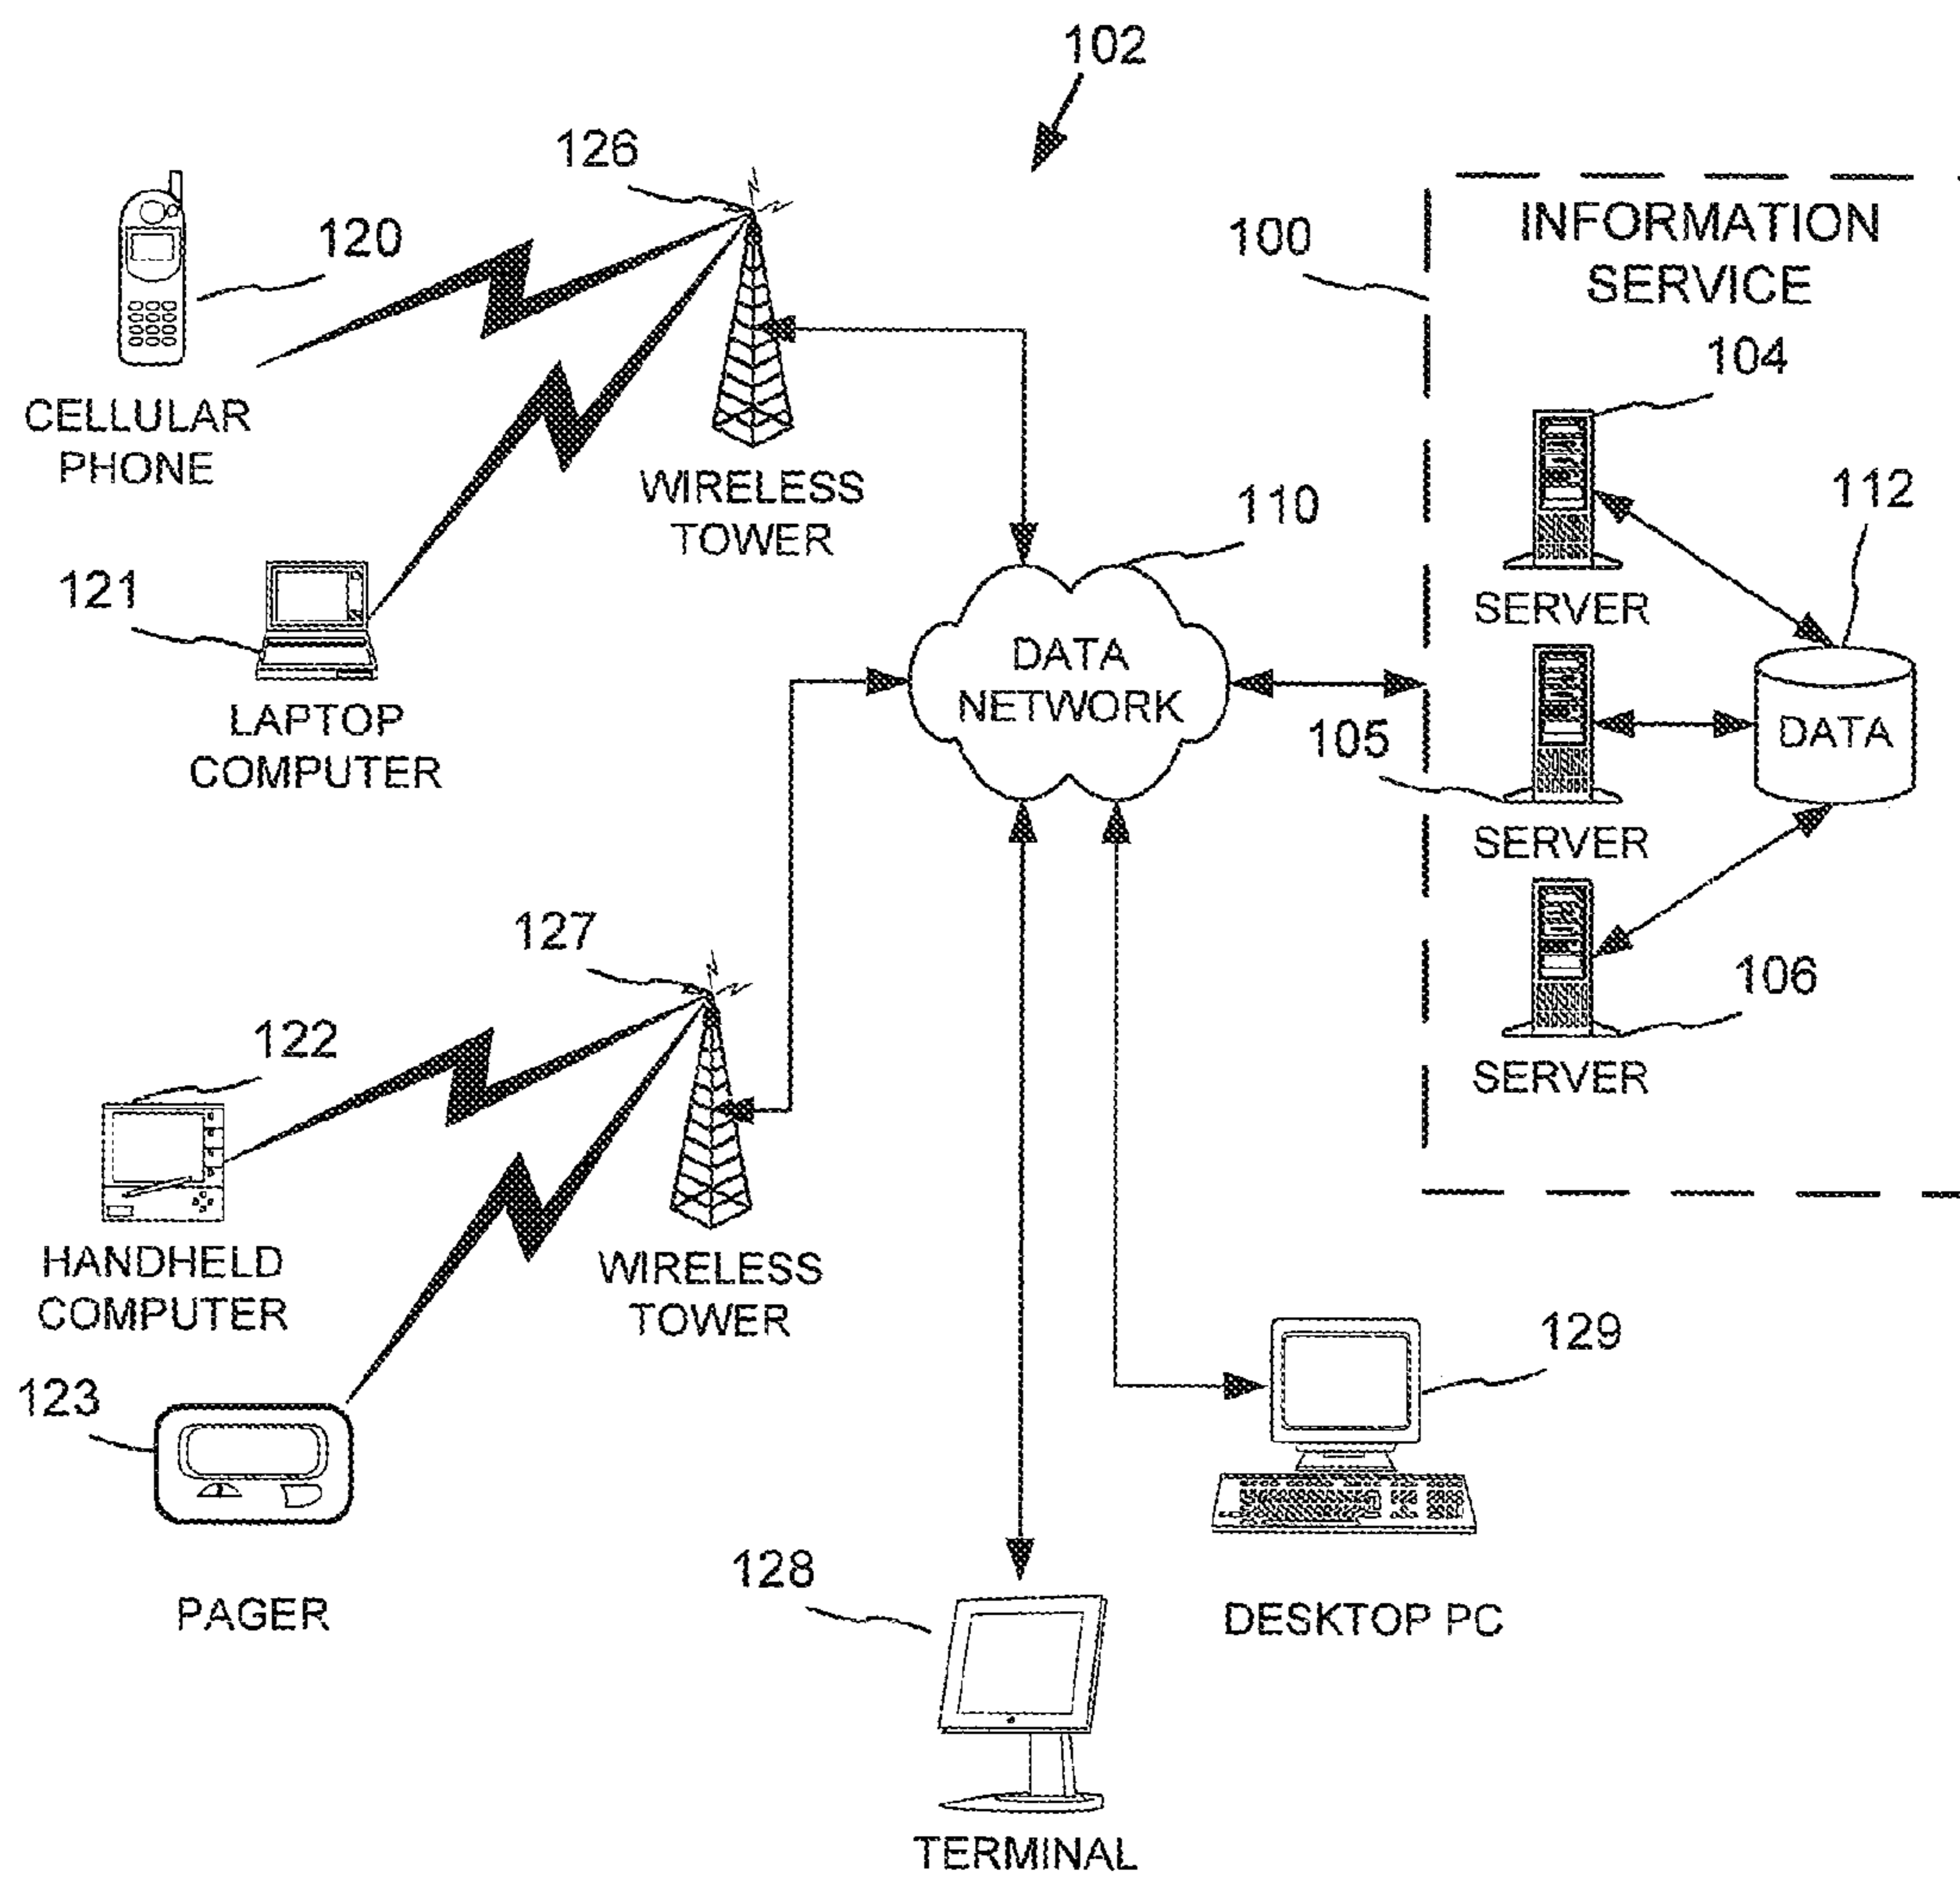 102
126
120
100
INFORMATION
SERVICE
104
CELLULAR
PHONE
WIRELESS
TOWER
110
112
121
SERVER
LAPTOP
COMPUTER
DATA
NETWORK
105
DATA
SERVER
127
106
122
SERVER
HANDHELD
COMPUTER
WIRELESS
TOWER
129
123
128
PAGER
DESKTOP PC
TERMINAL